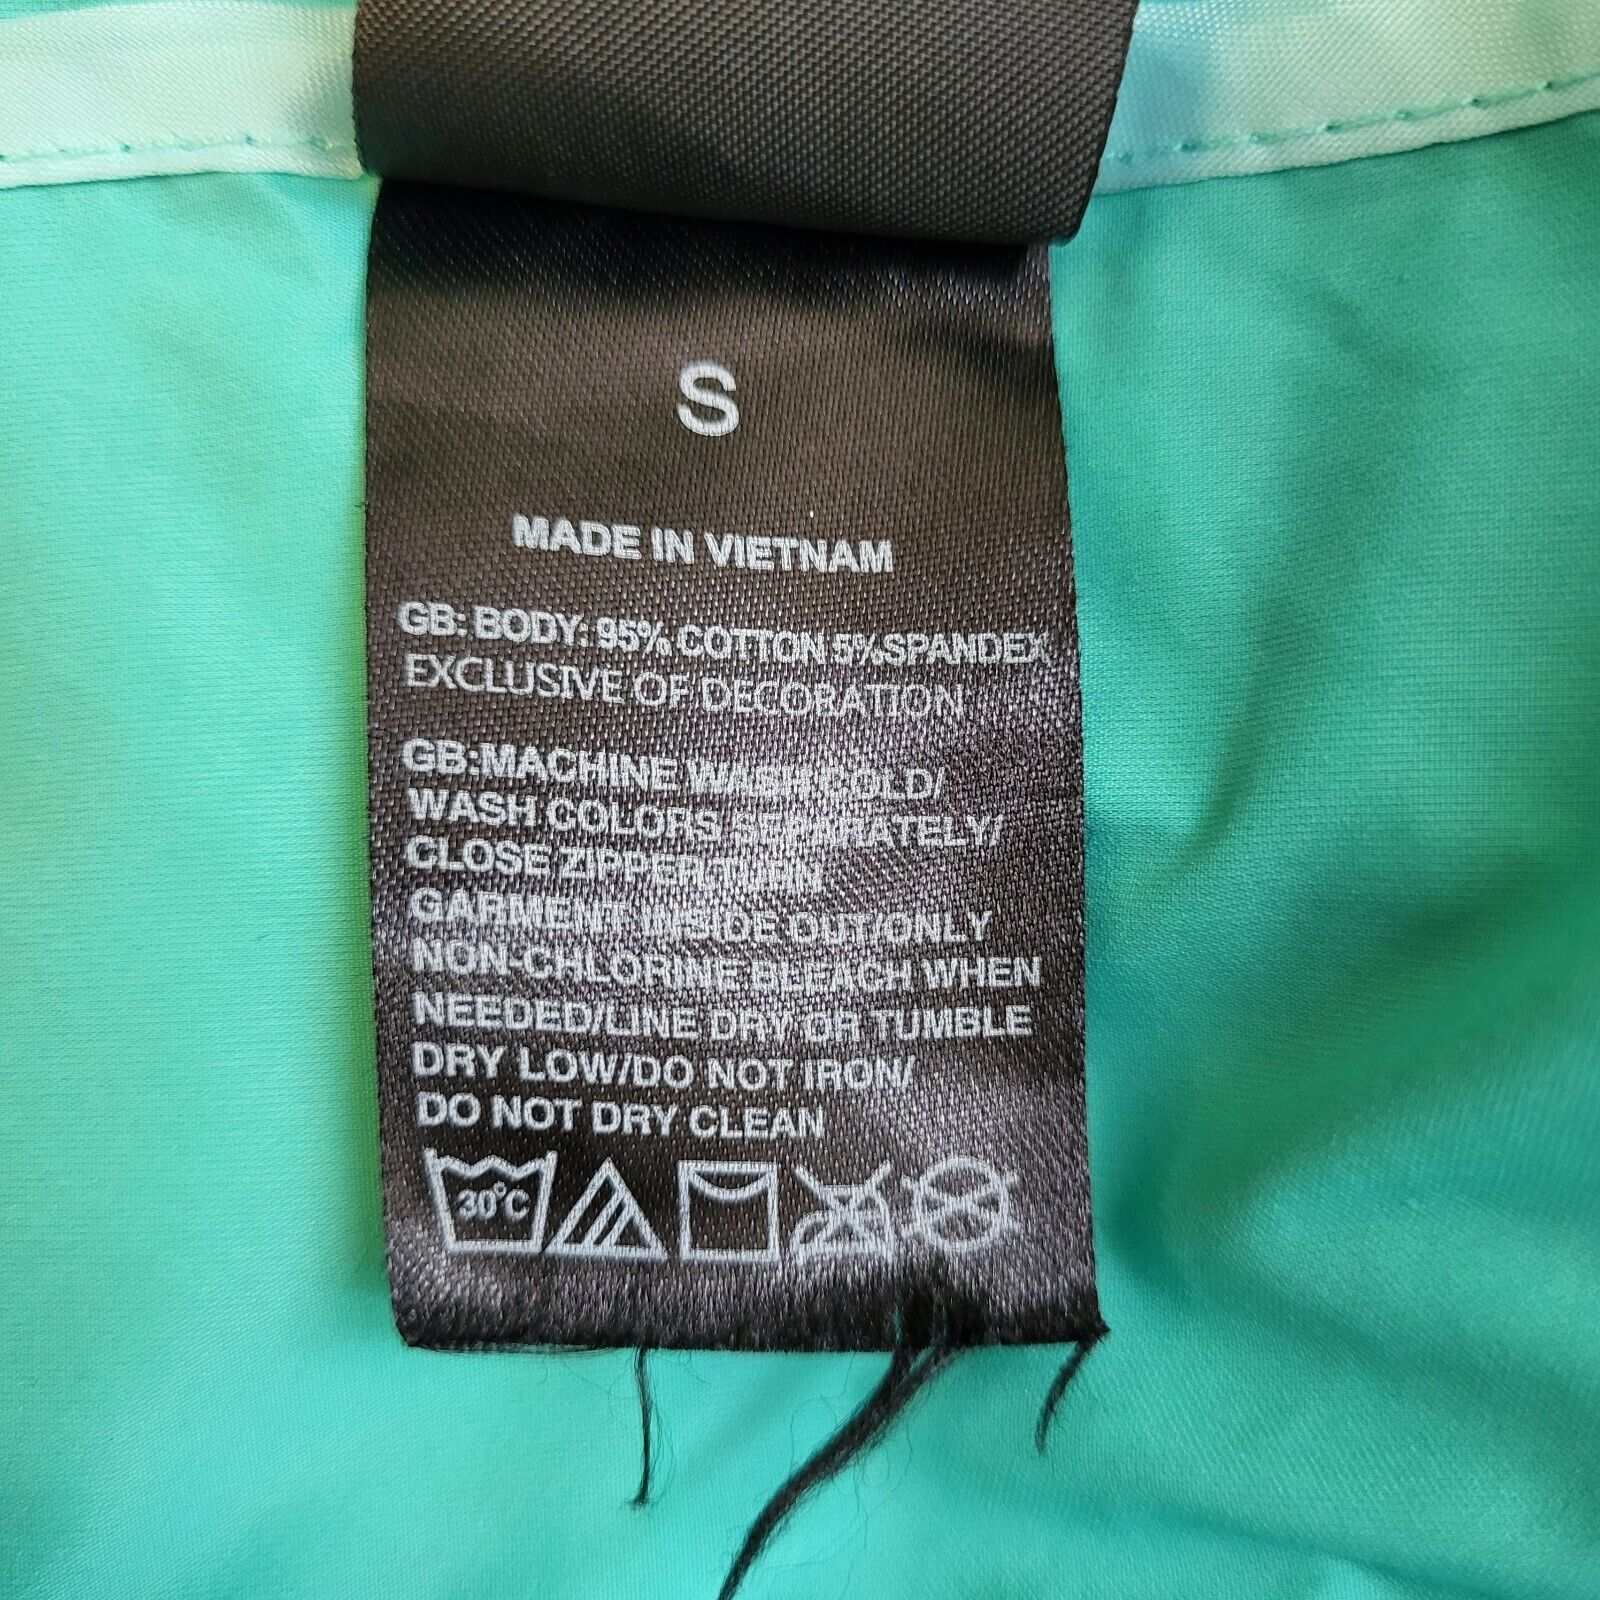 S
MADE IN VIETNAM
GB: BODY: 95% COTTON 5%SPANDEX
EXCLUSIVE OF DECORATION
GB:MACHINE WASH COLD/
WASH COLORS SEPARATELY/
CLOSE ZIPPER/TURN
GARMENT INSIDE OUT/ONLY
NON-CHLORINE BLEACH WHEN
NEEDED/LINE DRY OR TUMBLE
DRY LOW/DO NOT IRON/
DO NOT DRY CLEAN
30°C